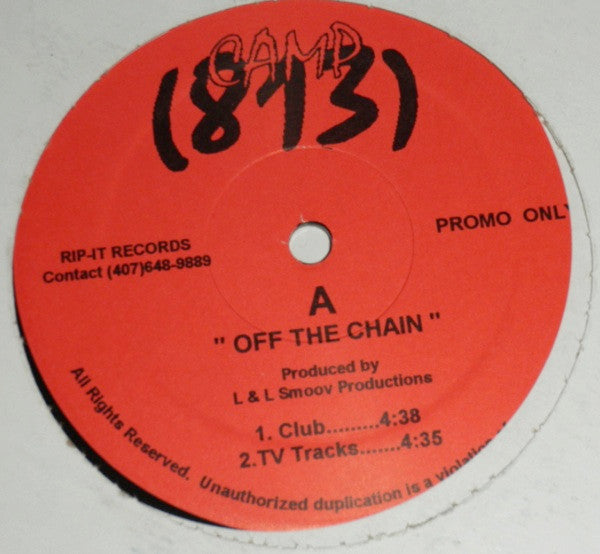 CAMP
(813)
PROMO ONLY
RIP-IT RECORDS
Contact (407)648-9889
A
" OFF THE CHAIN "
Produced by
L & L Smoov Productions
1. Club.........4:38
2.TV Tracks.......4:35
All Rights Reserved. Unauthorized duplication is a violation